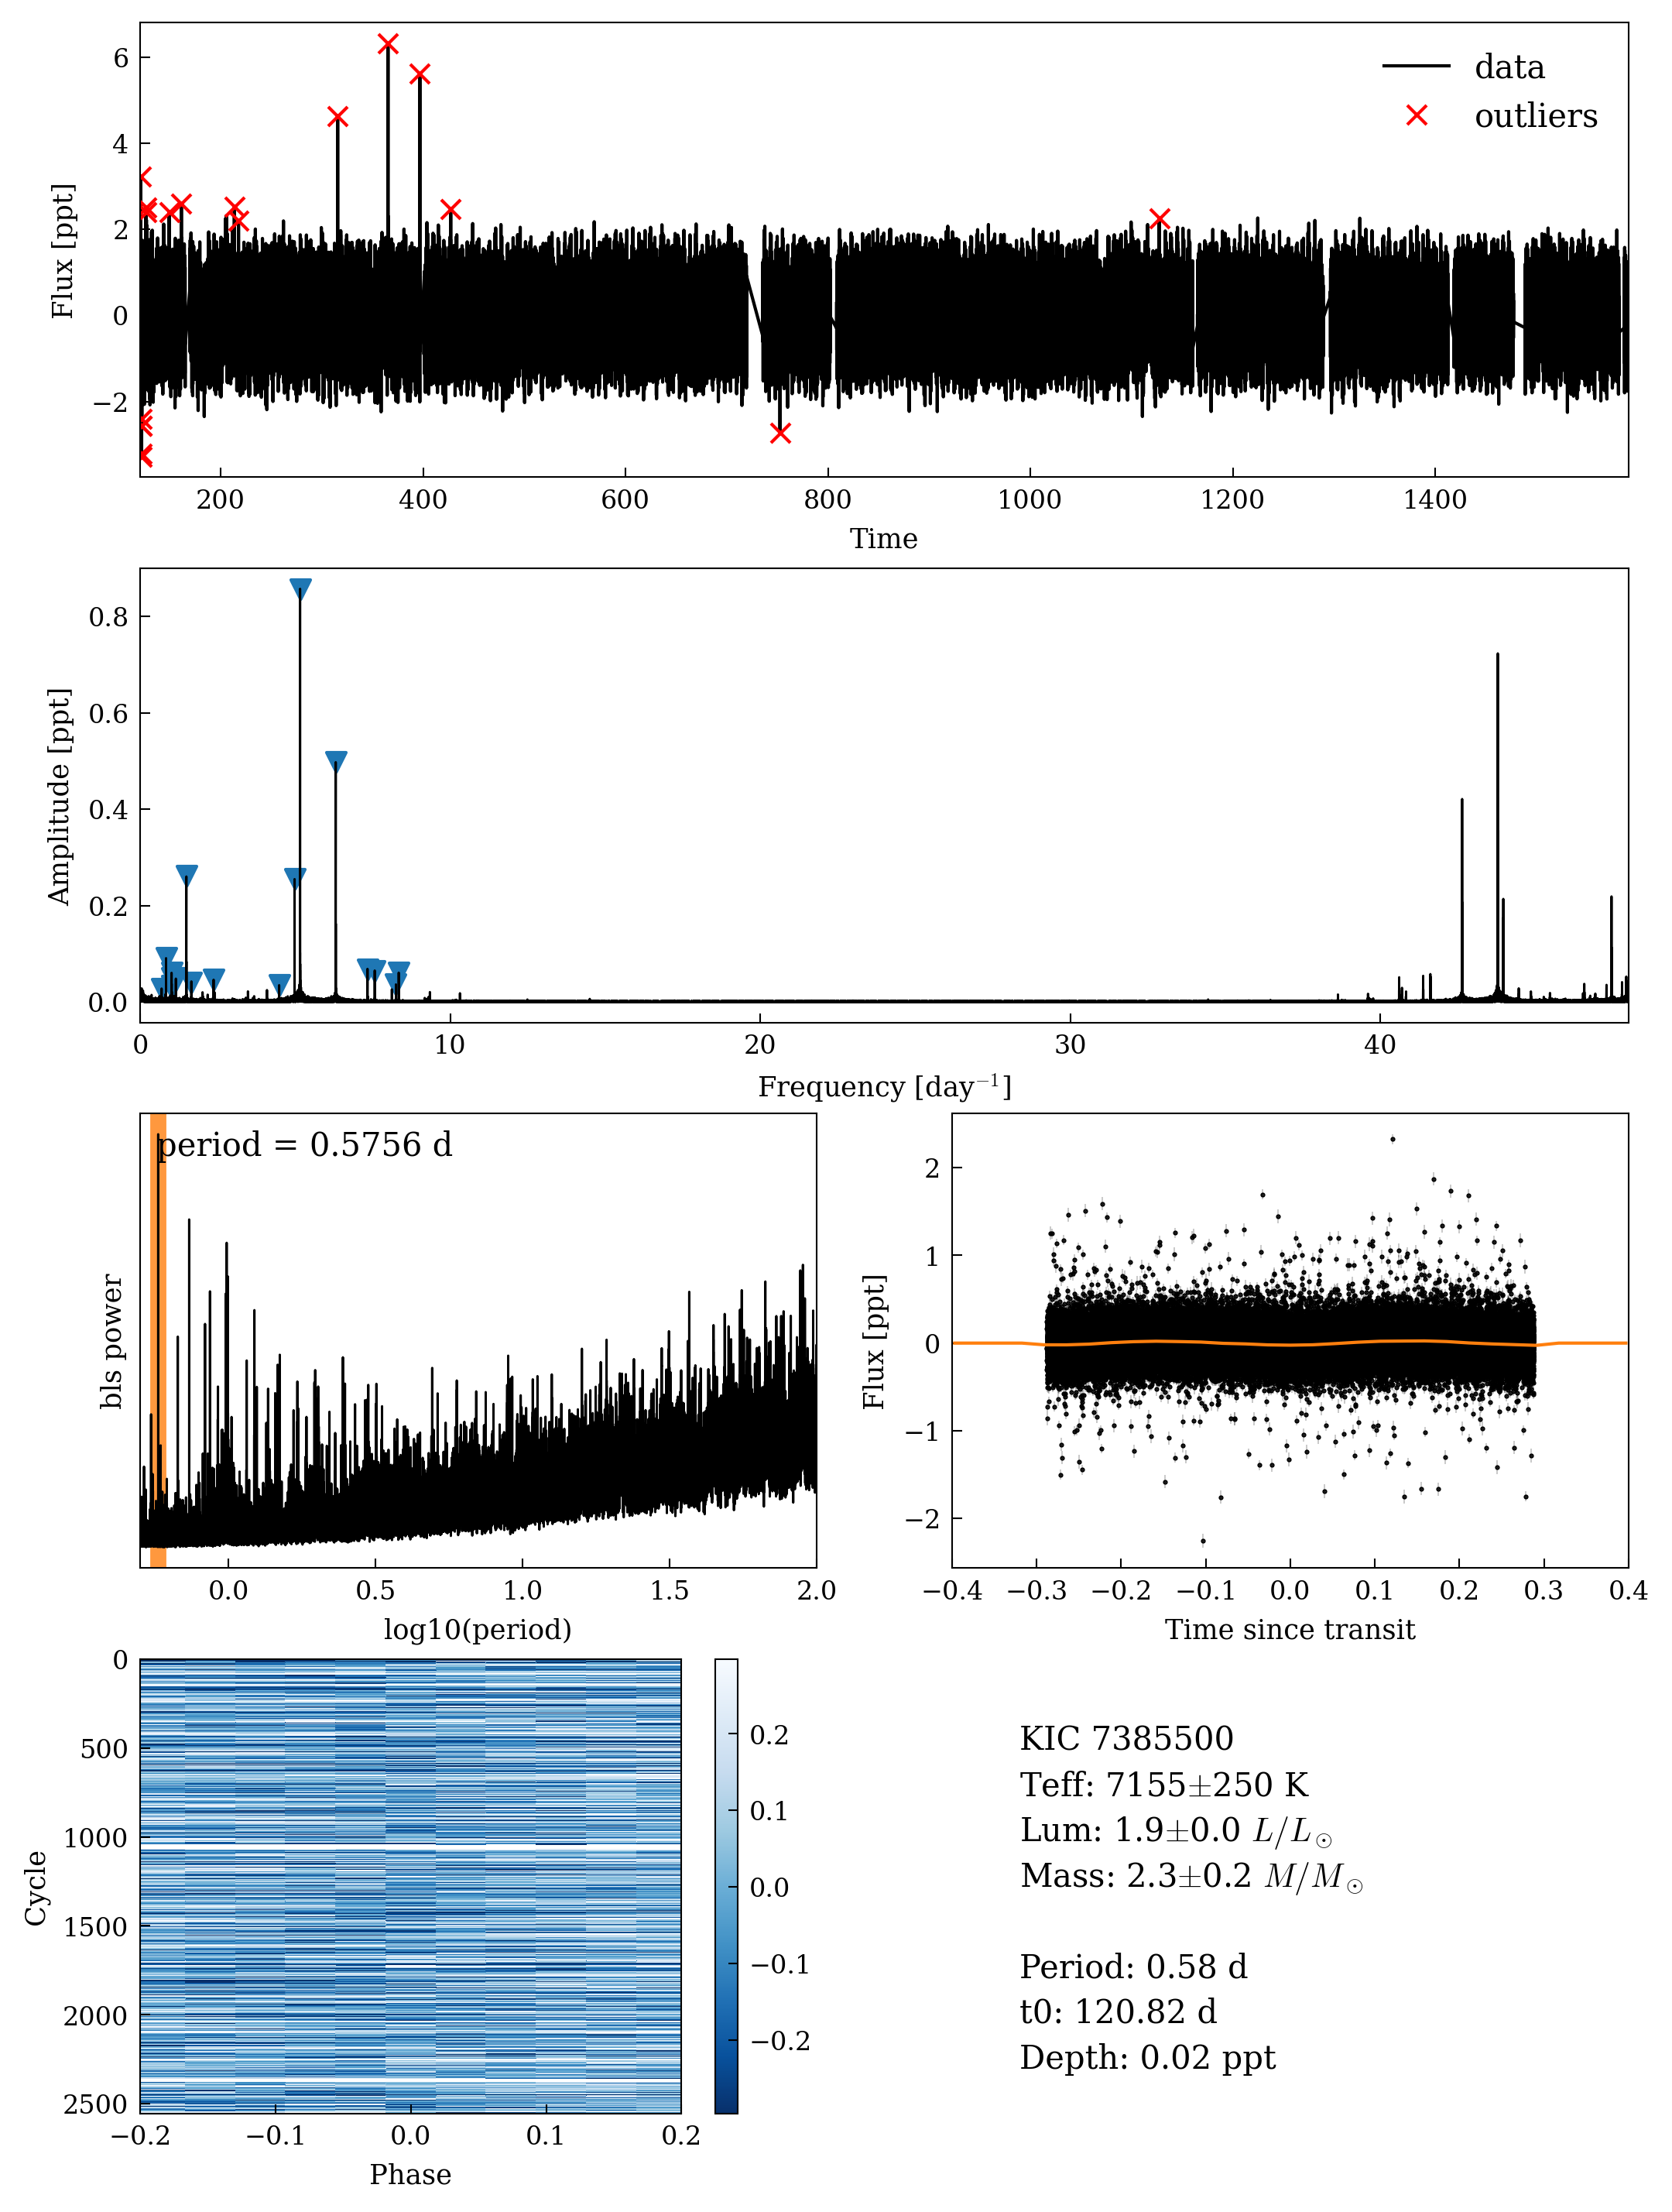 6
4
2
0
−2
Flux [ppt]
data
outliers
200
400
600
800
1000
1200
1400
Time
0.8
0.6
0.4
0.2
0.0
Amplitude [ppt]
0
10
20
30
40
Frequency [day⁻¹]
period = 0.5756 d
bls power
0.0
0.5
1.0
1.5
2.0
log10(period)
2
1
0
−1
−2
Flux [ppt]
−0.4
−0.3
−0.2
−0.1
0.0
0.1
0.2
0.3
0.4
Time since transit
0
500
1000
1500
2000
2500
Cycle
−0.2
−0.1
0.0
0.1
0.2
Phase
0.2
0.1
0.0
−0.1
−0.2
KIC 7385500
Teff: 7155±250 K
Lum: 1.9±0.0 L/L☉
Mass: 2.3±0.2 M/M☉
Period: 0.58 d
t0: 120.82 d
Depth: 0.02 ppt